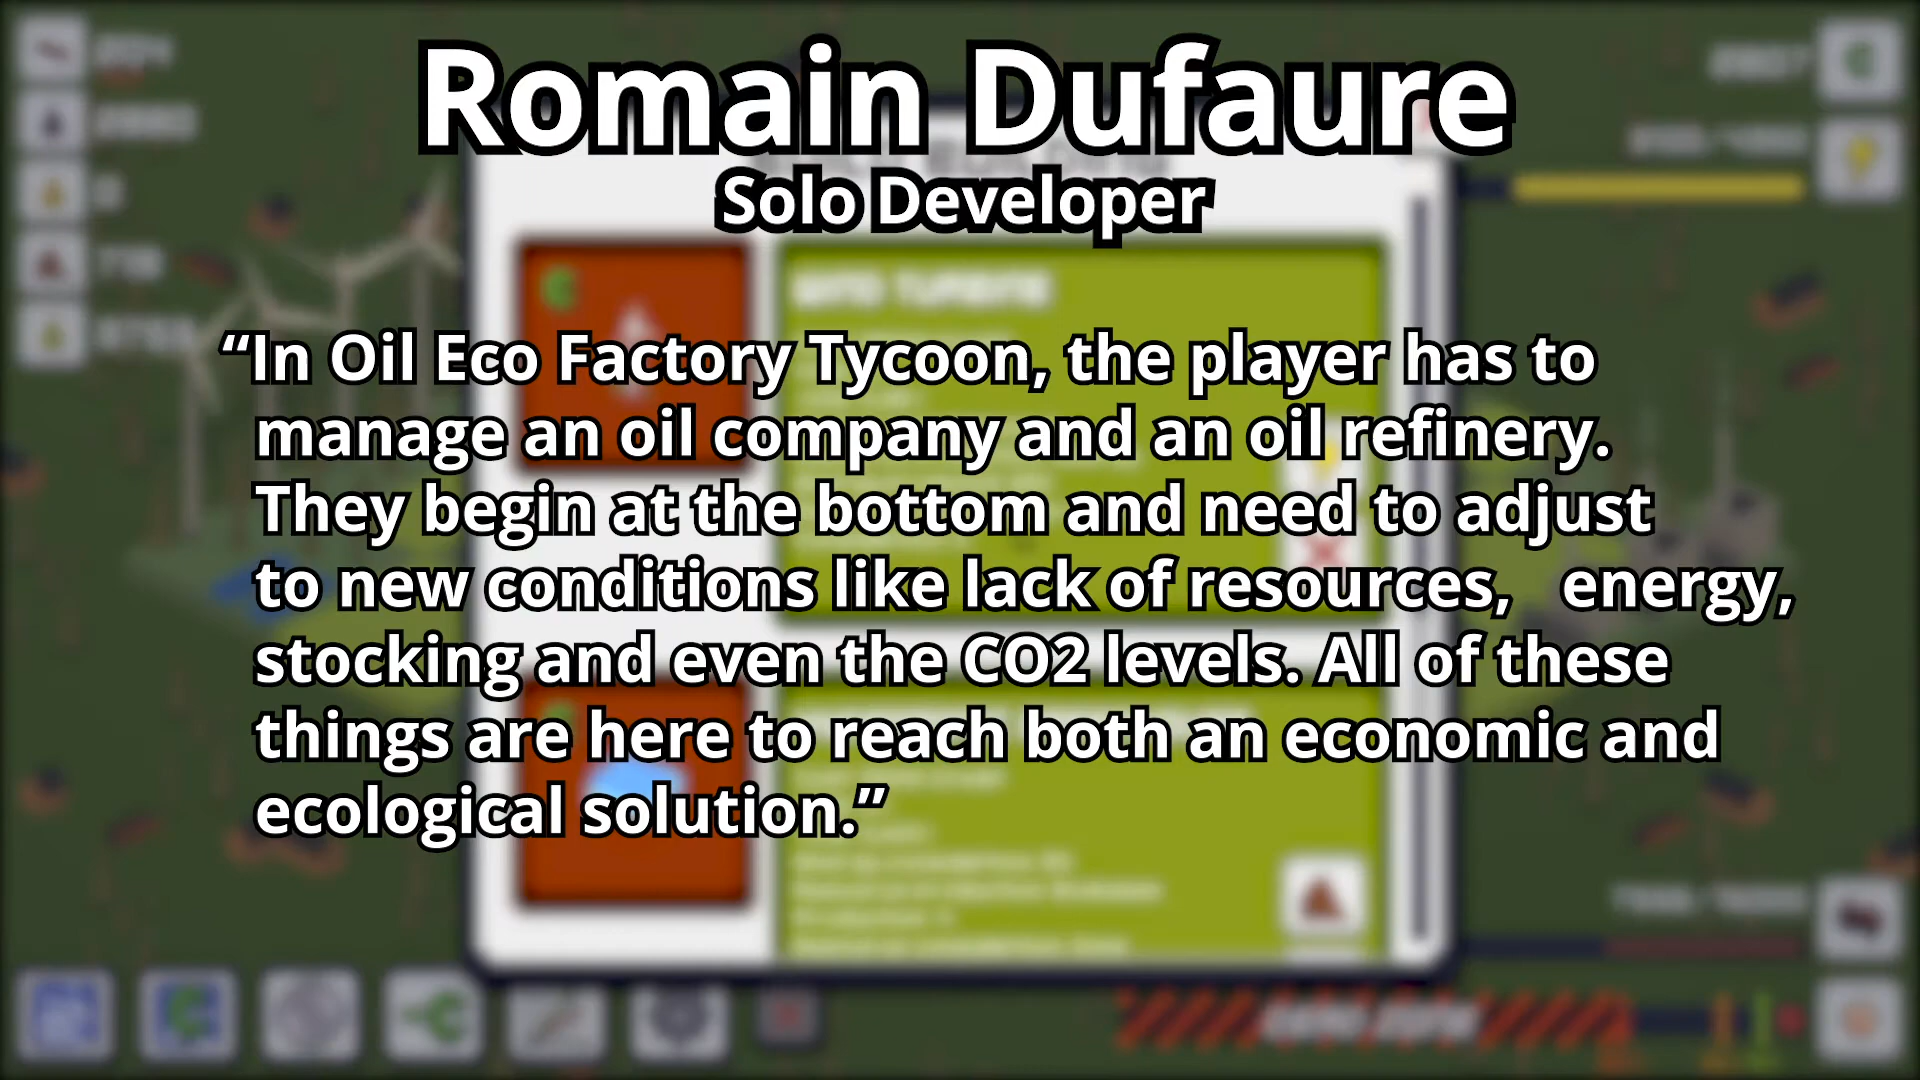 Romain Dufaure
Solo Developer
“In Oil Eco Factory Tycoon, the player has to
manage an oil company and an oil refinery.
They begin at the bottom and need to adjust
to new conditions like lack of resources, energy,
stocking and even the CO2 levels. All of these
things are here to reach both an economic and
ecological solution.”
WIND TURBINE